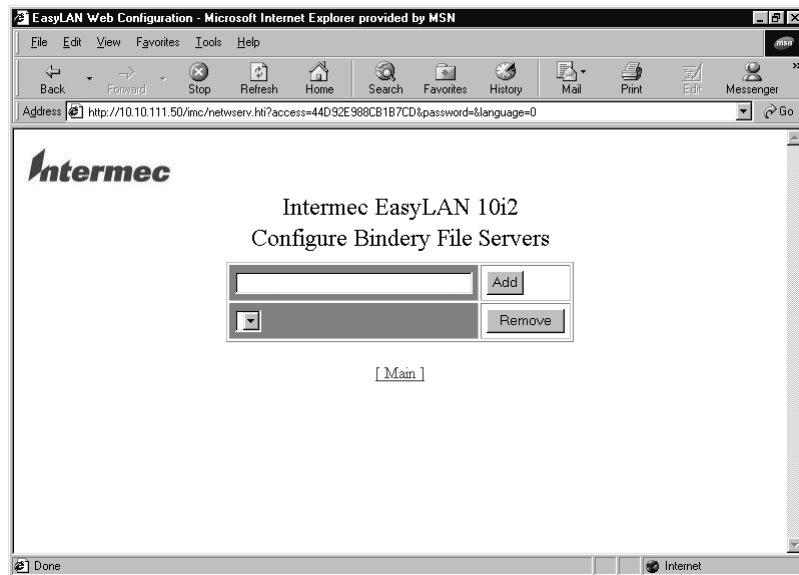 EasyLAN Web Configuration - Microsoft Internet Explorer provided by MSN
File Edit View Favorites Tools Help
msn
Back Forward Stop Refresh Home Search Favorites History Mail Print Edit Messenger
Address http://10.10.111.50/imc/netwserv.hti?access=44D92E988CB1B7CD&password=&language=0 Go
Intermec
Intermec EasyLAN 10i2
Configure Bindery File Servers
Add
Remove
[ Main ]
Done Internet